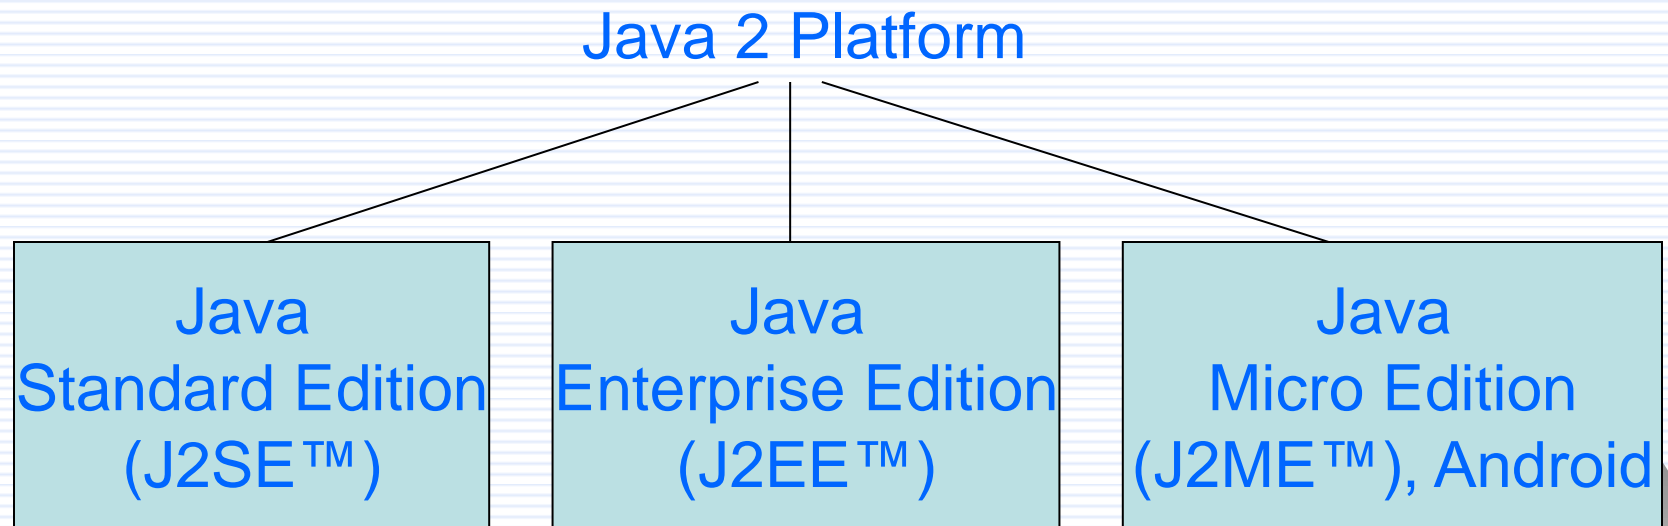 Java 2 Platform
Java
Standard Edition
(J2SE™)
Java
Enterprise Edition
(J2EE™)
Java
Micro Edition
(J2ME™), Android